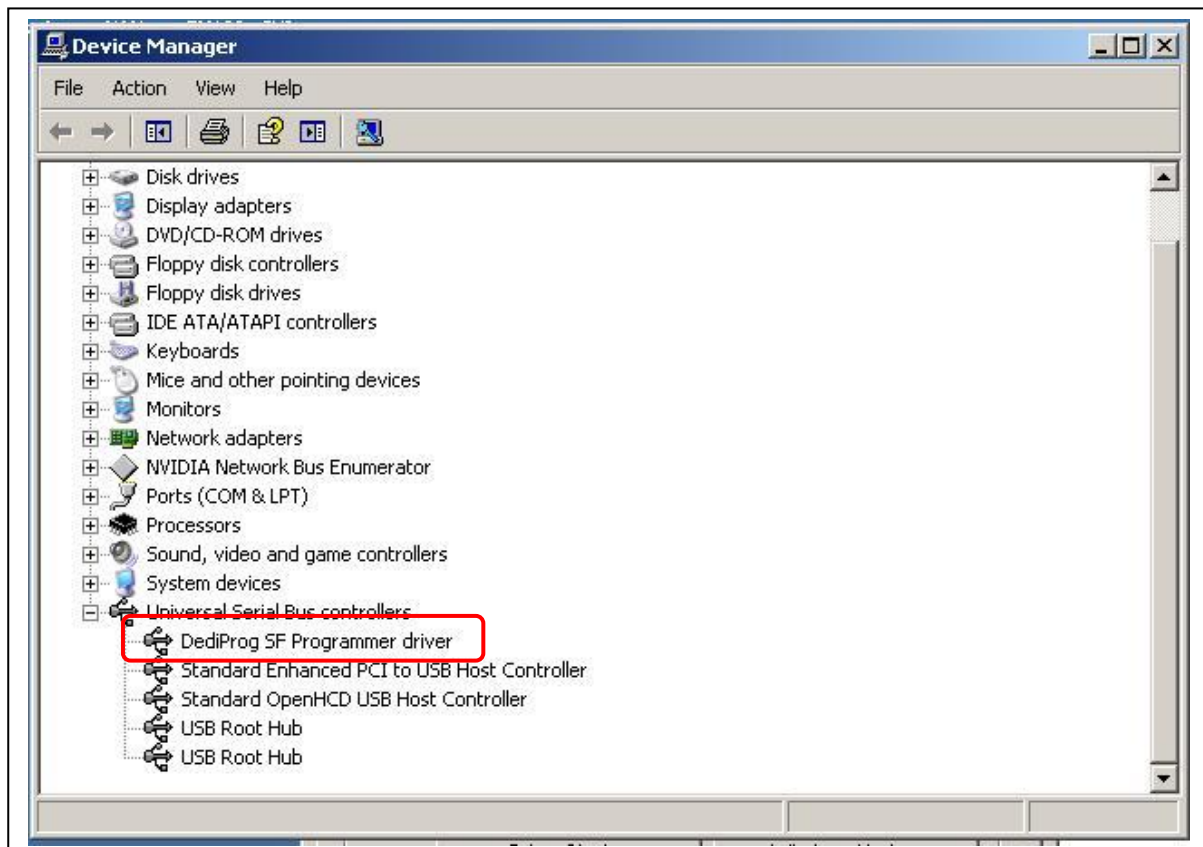 Device Manager
File Action View Help
Disk drives
Display adapters
DVD/CD-ROM drives
Floppy disk controllers
Floppy disk drives
IDE ATA/ATAPI controllers
Keyboards
Mice and other pointing devices
Monitors
Network adapters
NVIDIA Network Bus Enumerator
Ports (COM & LPT)
Processors
Sound, video and game controllers
System devices
Universal Serial Bus controllers
DediProg SF Programmer driver
Standard Enhanced PCI to USB Host Controller
Standard OpenHCD USB Host Controller
USB Root Hub
USB Root Hub